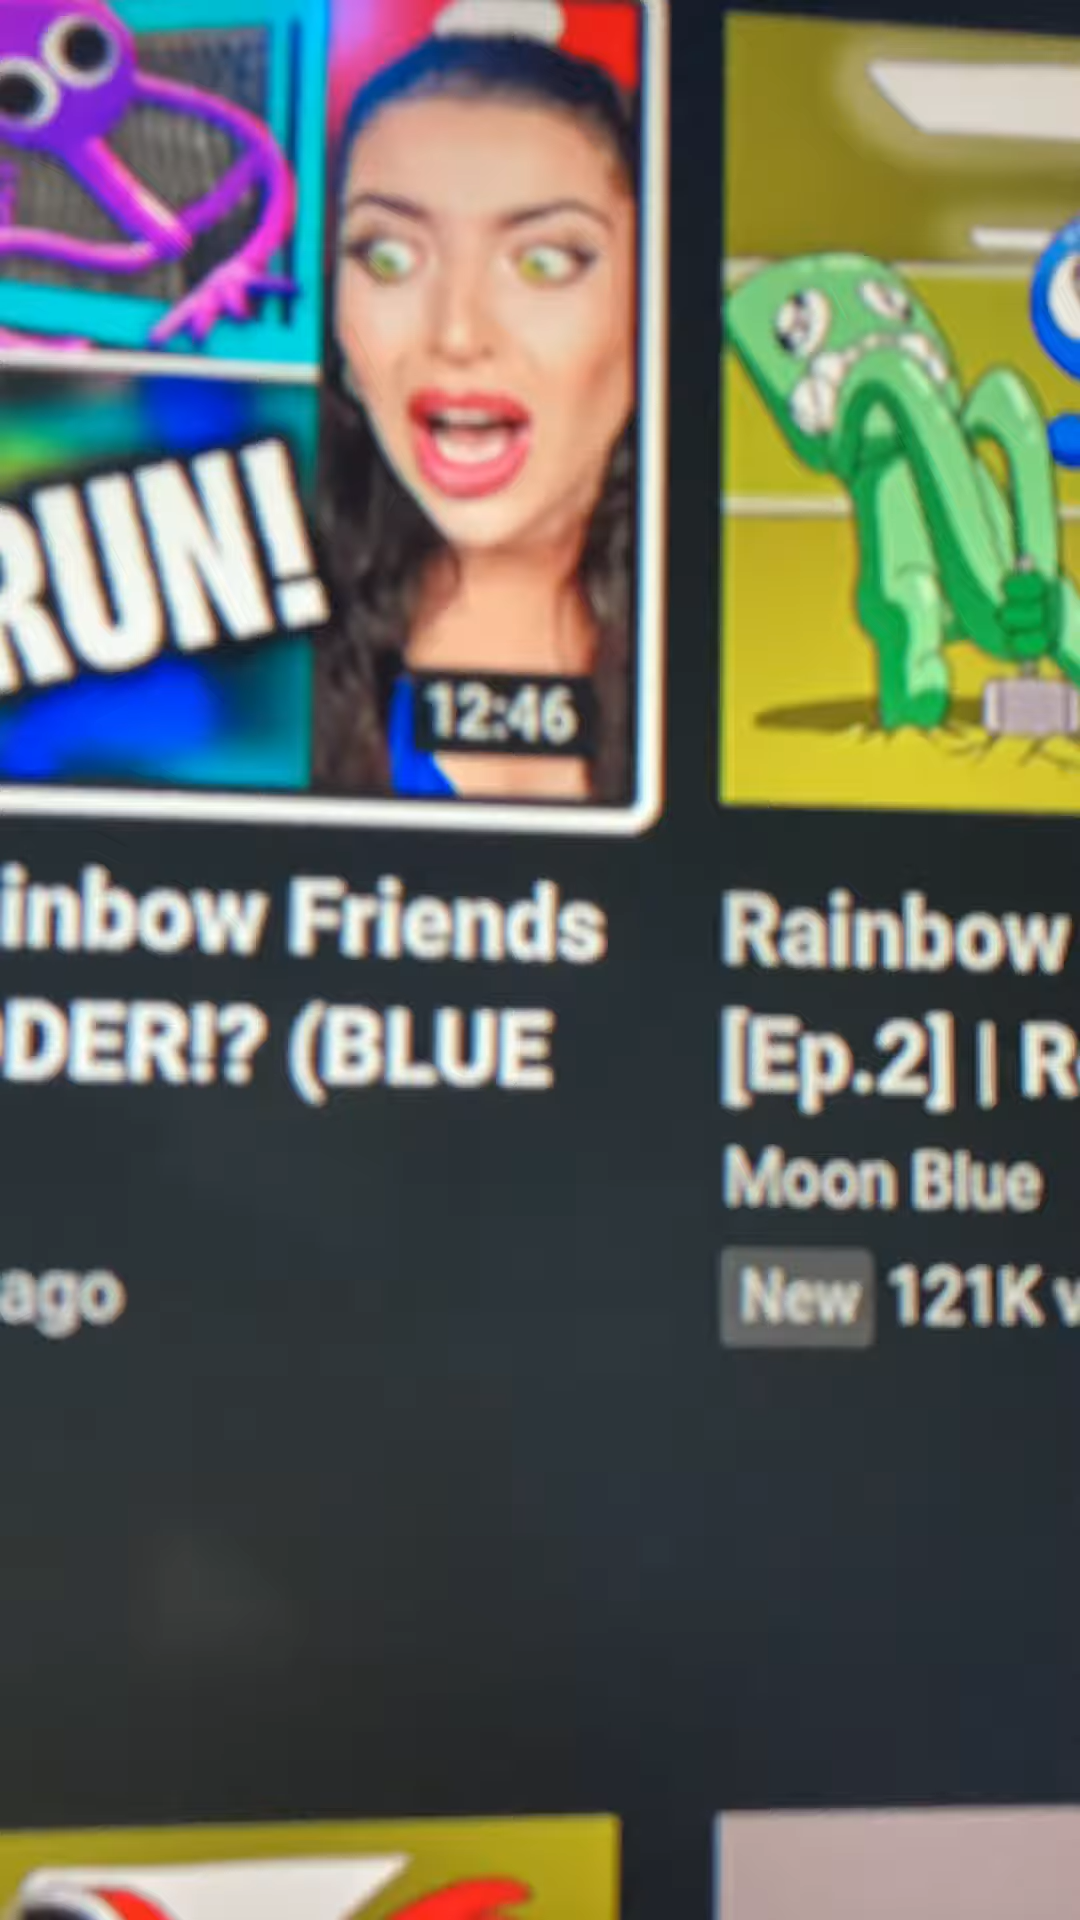 RUN!
12:46
inbow Friends
DER!? (BLUE
ago
Rainbow
[Ep.2] | R
Moon Blue
New 121K v